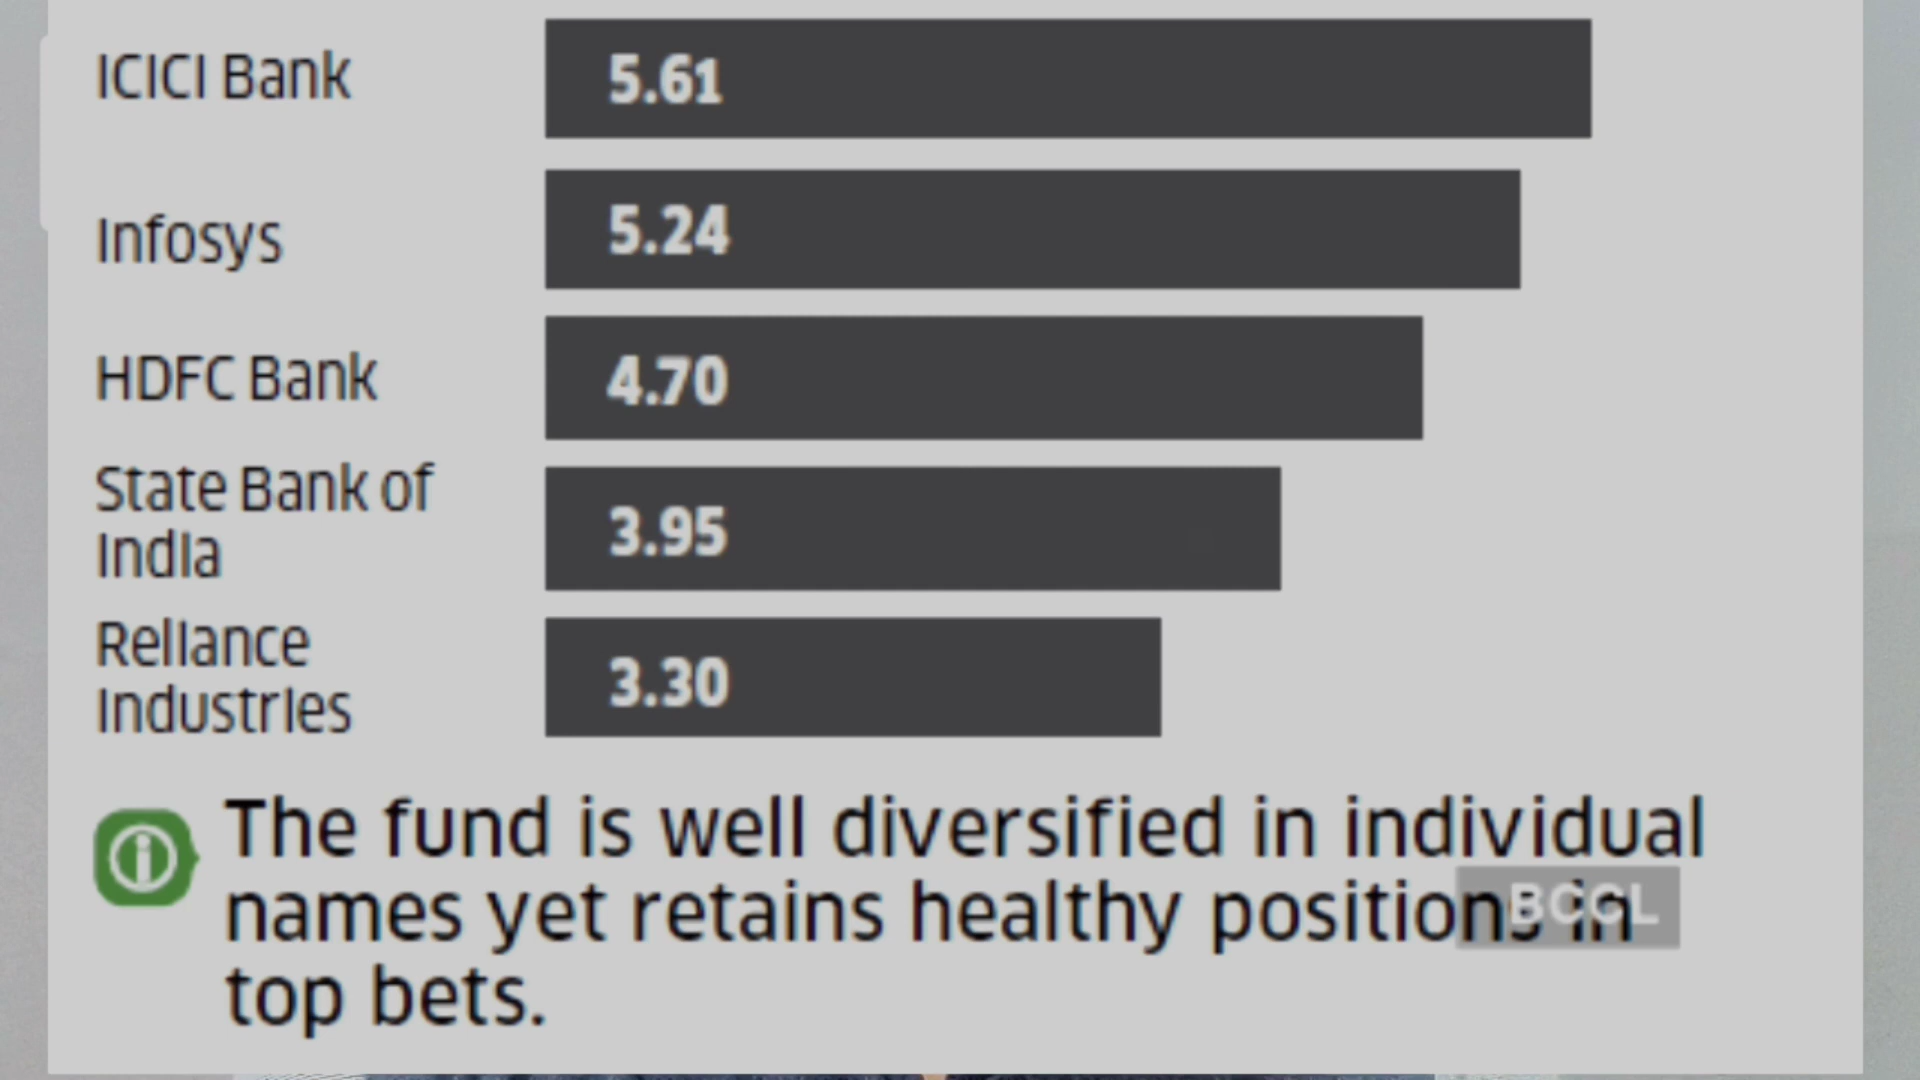 ICICI Bank 5.61
Infosys 5.24
HDFC Bank 4.70
State Bank of
India 3.95
Reliance
Industries 3.30
The fund is well diversified in individual
names yet retains healthy positions in
top bets.
BCCL